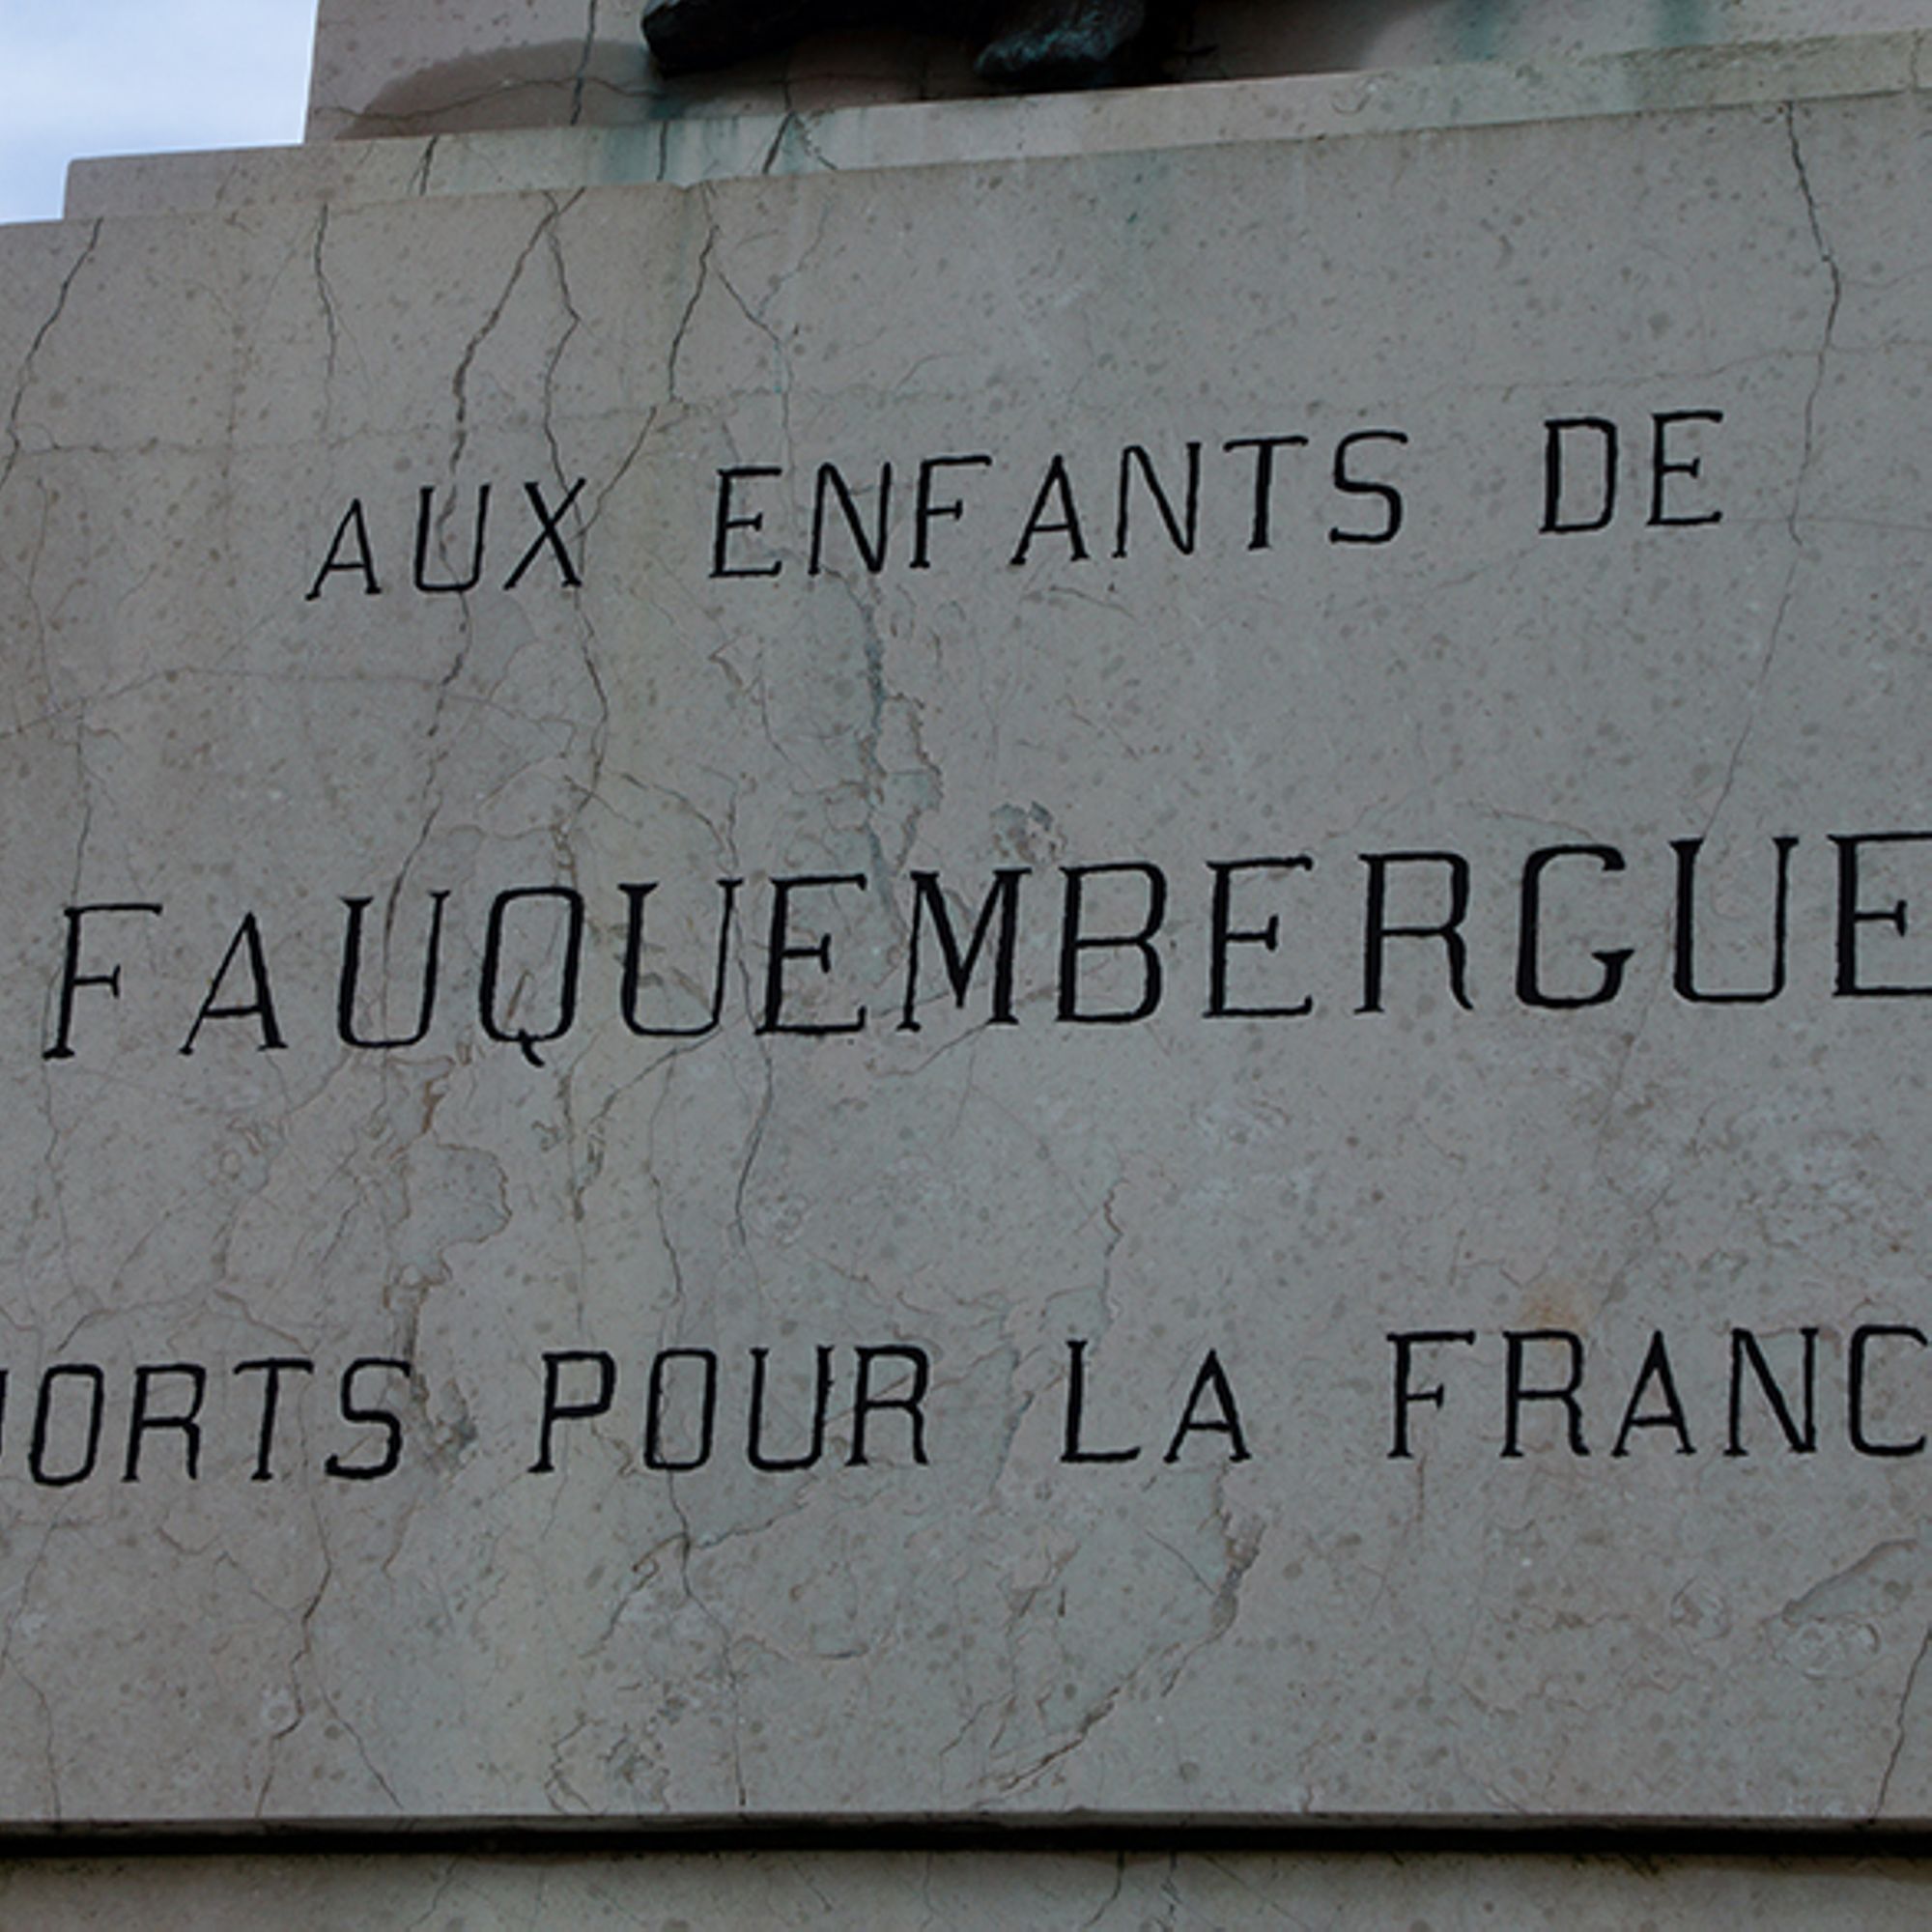 AUX ENFANTS DE
FAUQUEMBERGUE
ORTS POUR LA FRANC